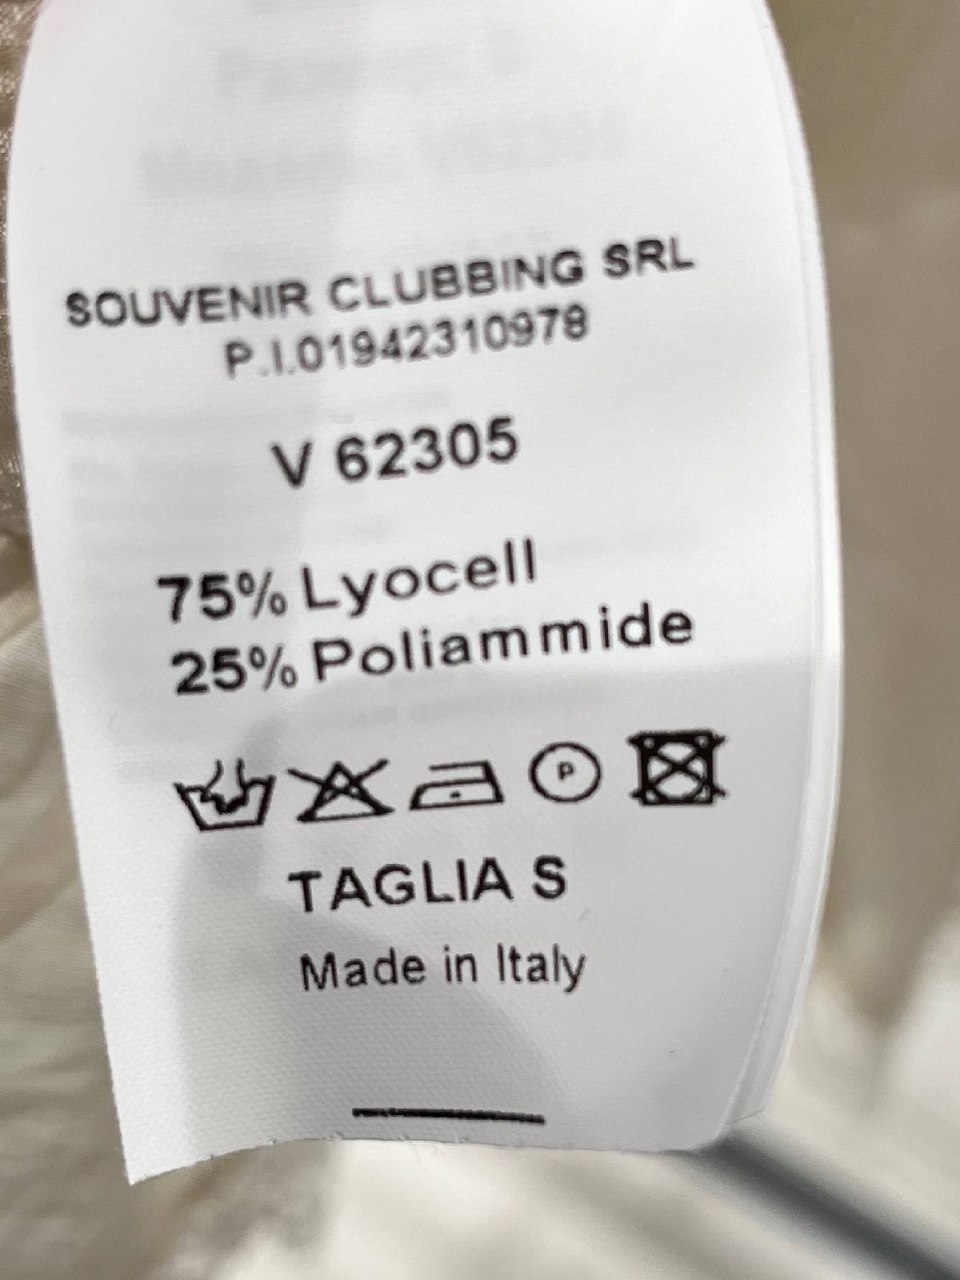 SOUVENIR CLUBBING SRL
P.I.01942310978
V 62305
75% Lyocell
25% Poliammide
P
TAGLIA S
Made in Italy